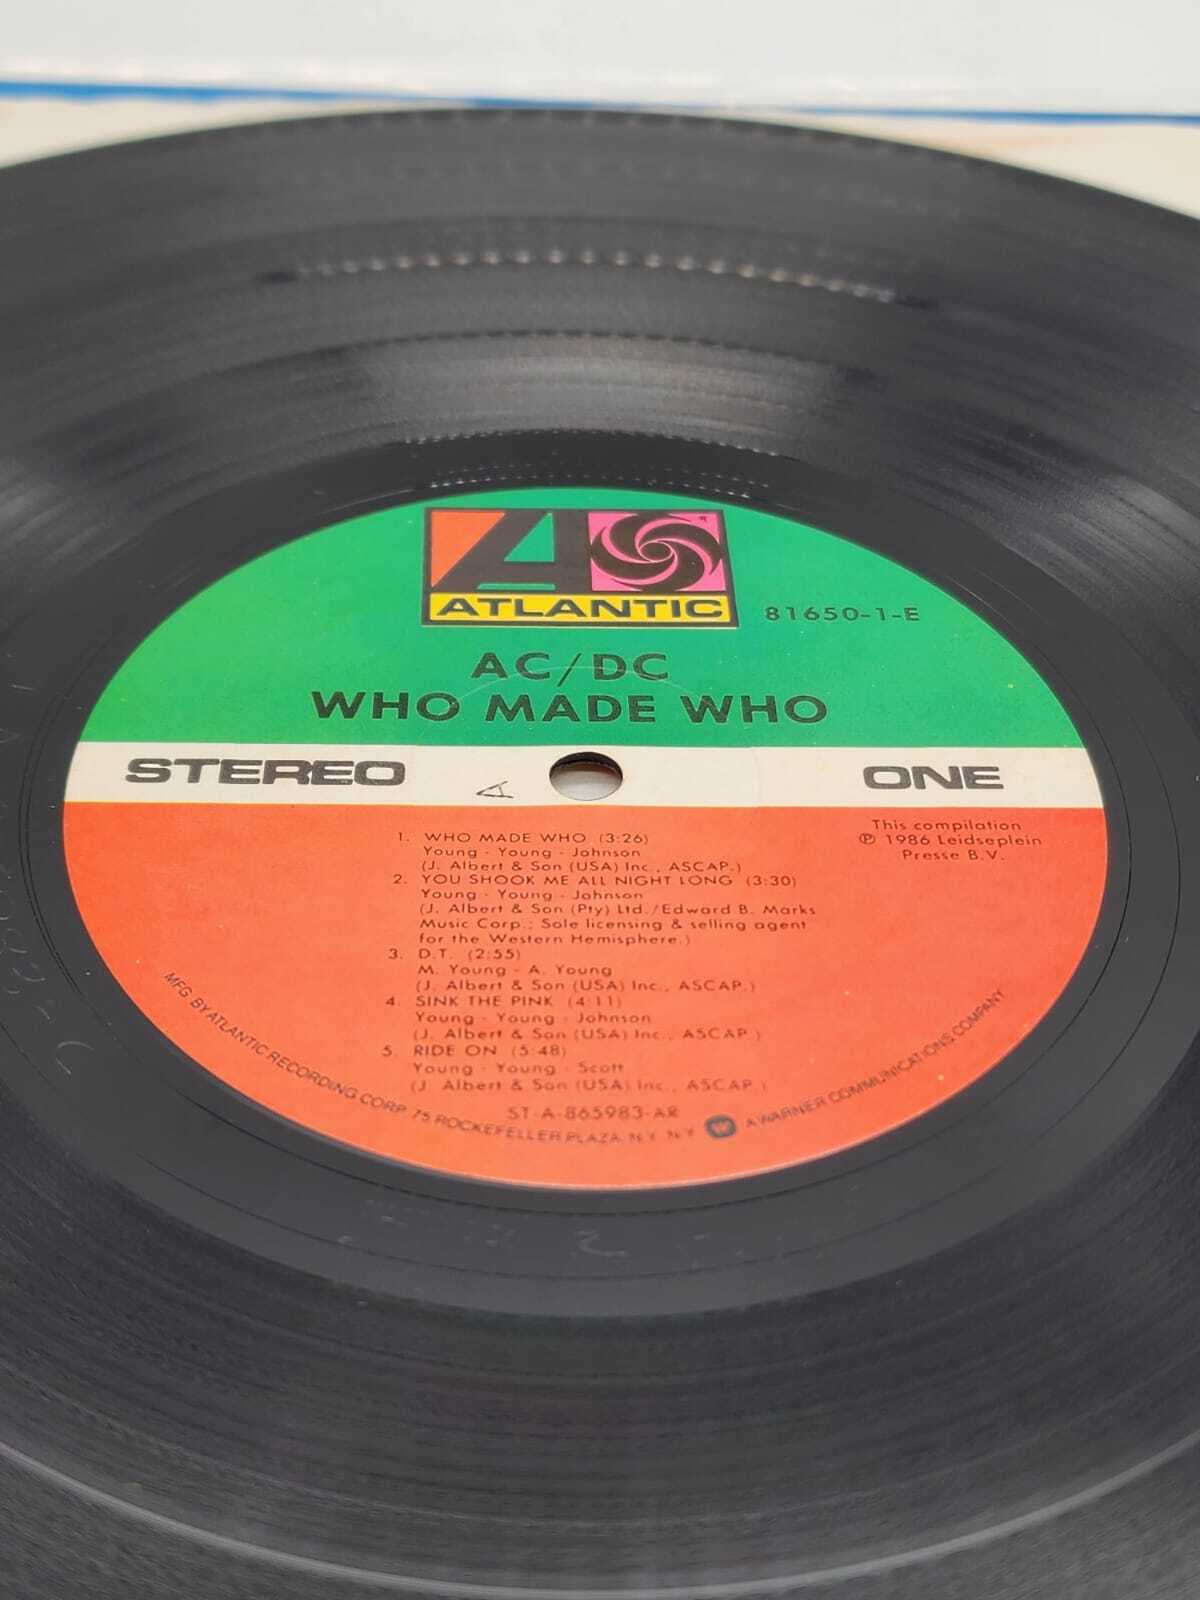 ATLANTIC
81650-1-E
AC/DC
WHO MADE WHO
STEREO
A
ONE
This compilation
℗ 1986 Leidseplein
Presse B.V.
1. WHO MADE WHO (3:26)
Young - Young - Johnson
(J. Albert & Son (USA) Inc., ASCAP.)
2. YOU SHOOK ME ALL NIGHT LONG (3:30)
Young - Young - Johnson
(J. Albert & Son (Pty) Ltd./Edward B. Marks
Music Corp.; Sole licensing & selling agent
for the Western Hemisphere.)
3. D.T. (2:55)
M. Young - A. Young
(J. Albert & Son (USA) Inc., ASCAP.)
4. SINK THE PINK (4:11)
Young - Young - Johnson
(J. Albert & Son (USA) Inc., ASCAP.)
5. RIDE ON (5:48)
Young - Young - Scott
(J. Albert & Son (USA) Inc., ASCAP.)
ST-A-865983-AR
MFG BY ATLANTIC RECORDING CORP. 75 ROCKEFELLER PLAZA, N.Y. N.Y. W A WARNER COMMUNICATIONS COMPANY